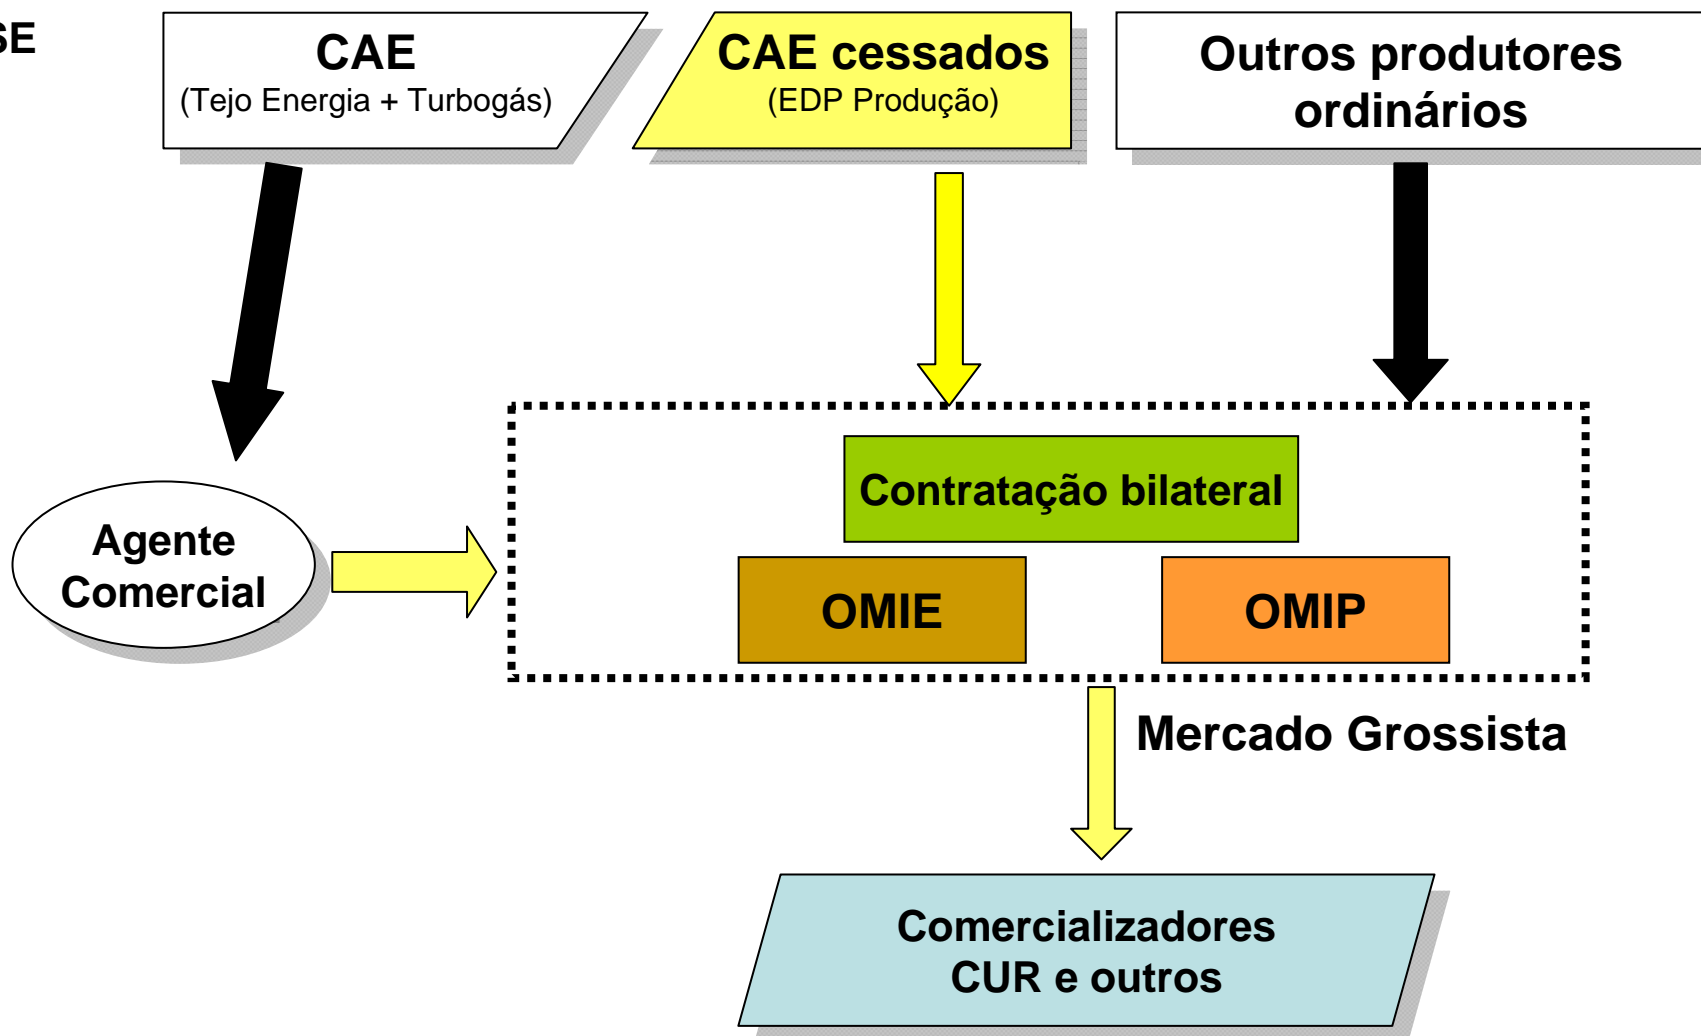 SE
CAE
(Tejo Energia + Turbogás)
CAE cessados
(EDP Produção)
Outros produtores
ordinários
Contratação bilateral
Agente
Comercial
OMIE
OMIP
Mercado Grossista
Comercializadores
CUR e outros